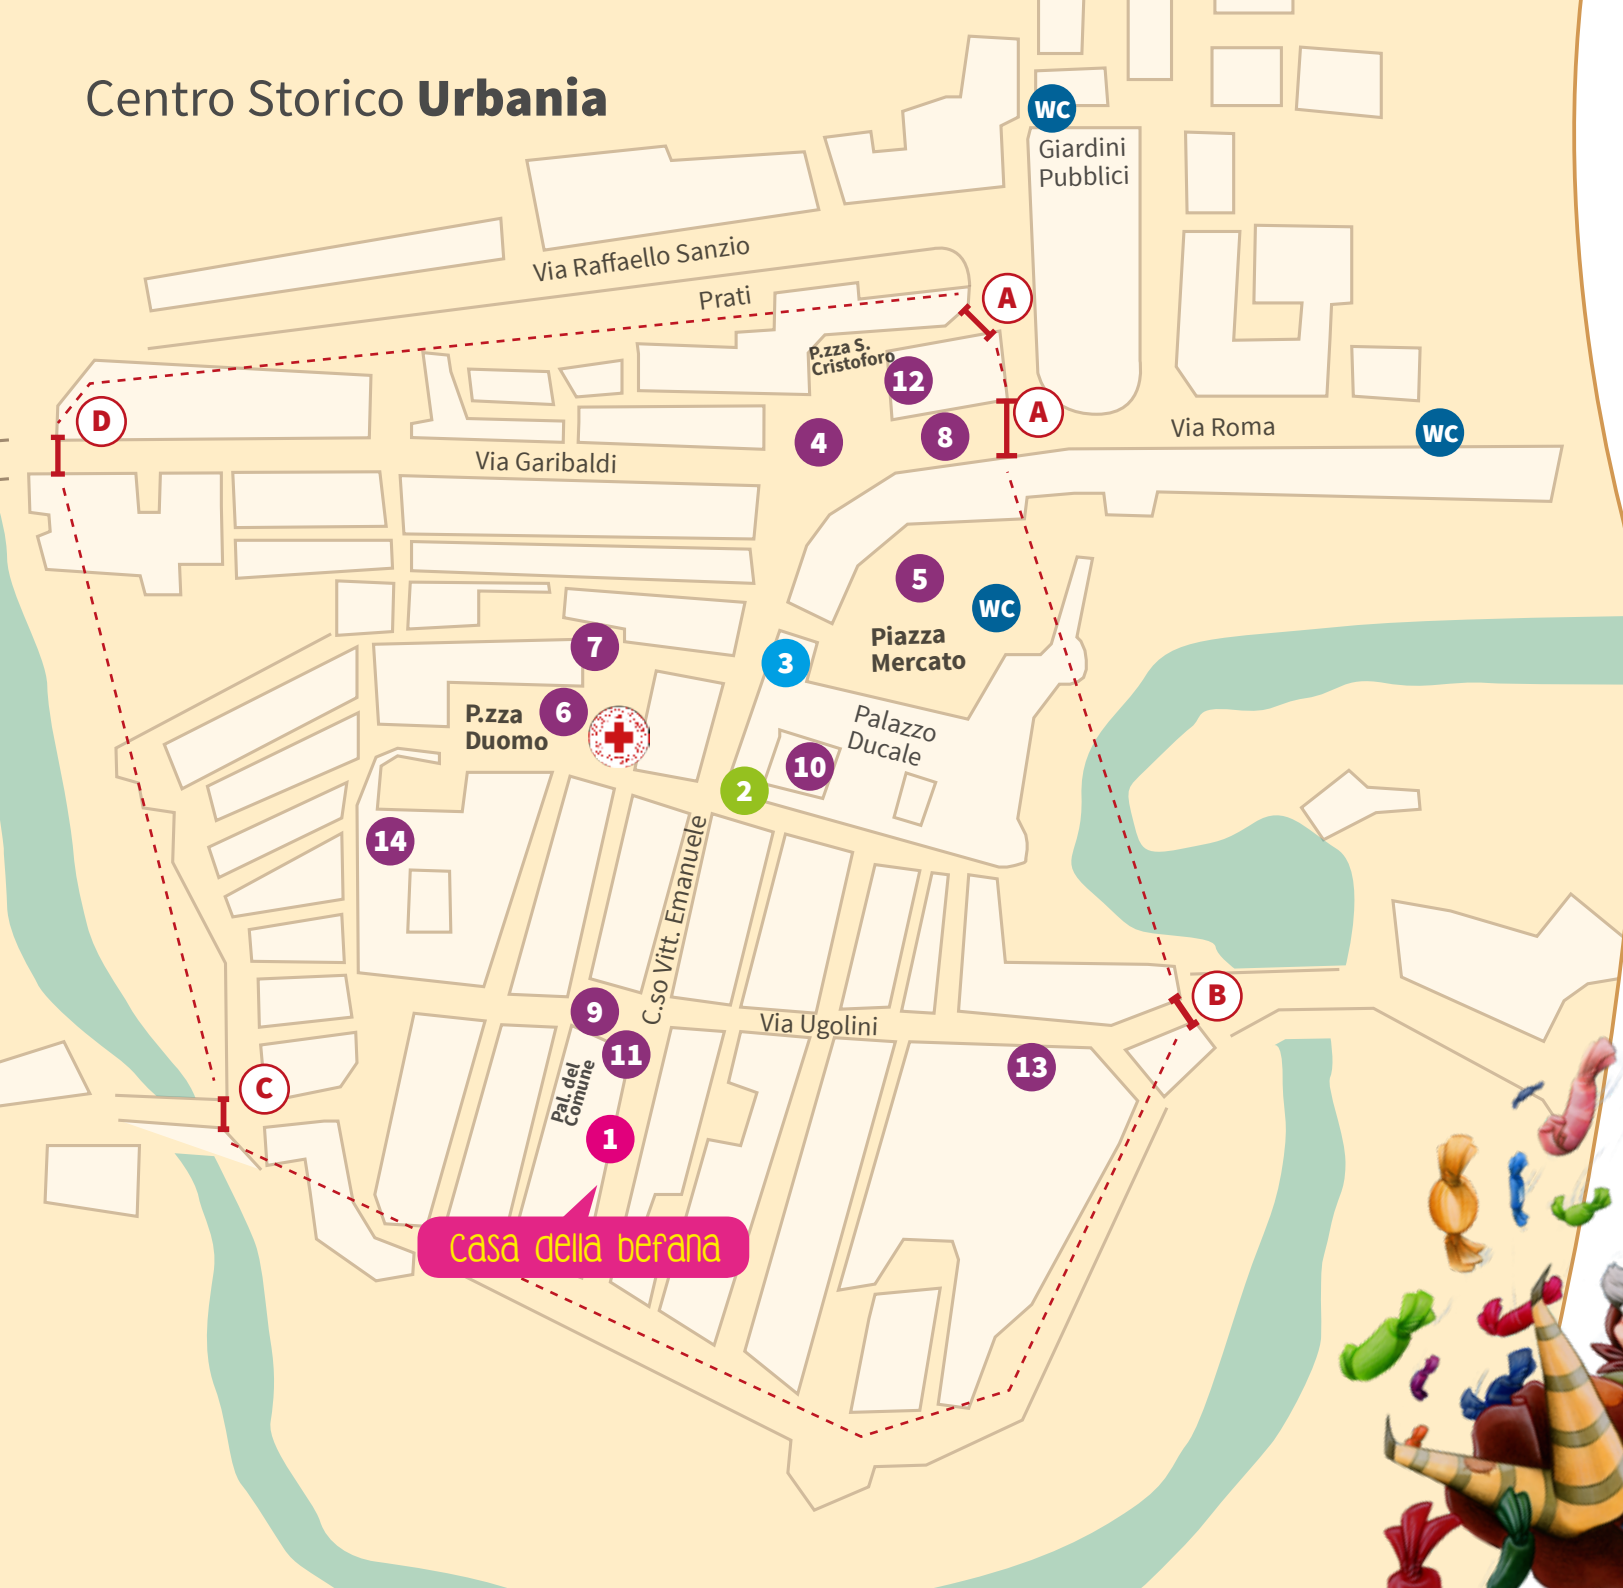 Centro Storico Urbania
WC
Giardini
Pubblici
Via Raffaello Sanzio
Prati
A
P.zza S.
Cristoforo
12
D
A
4
8
Via Roma
WC
Via Garibaldi
5
WC
Piazza
Mercato
7
3
6
P.zza
Duomo
Palazzo
Ducale
10
2
14
C.so Vitt. Emanuele
B
9
Via Ugolini
11
13
Pal. del
Comune
C
1
Casa della befana